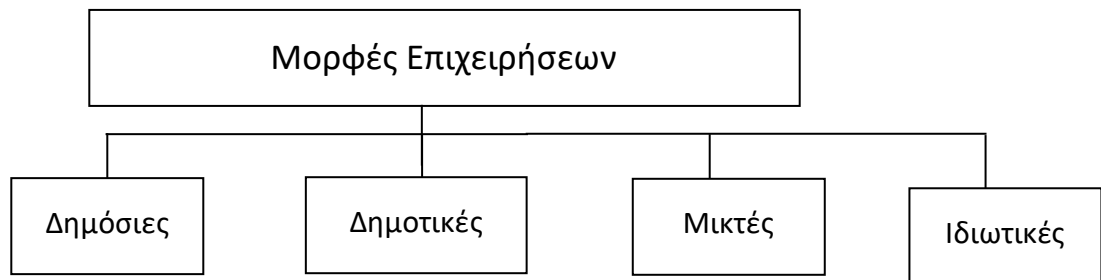 Μορφές Επιχειρήσεων
Δημόσιες
Δημοτικές
Μικτές
Ιδιωτικές